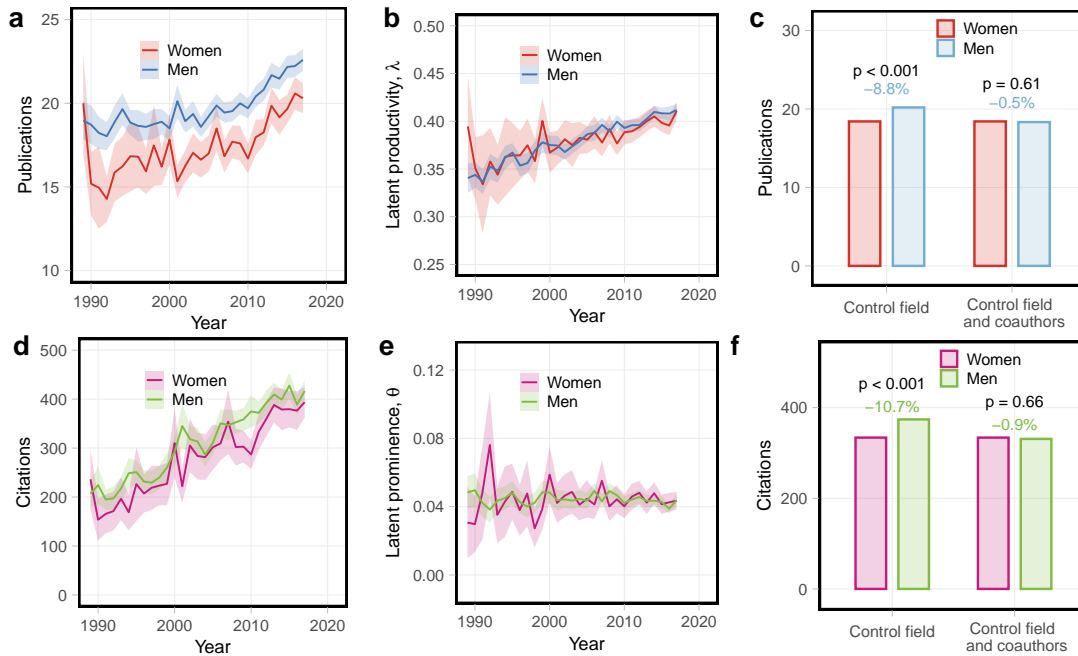 a
Publications
25
20
15
10
Women
Men
1990
2000
2010
2020
Year
b
Latent productivity, λ
0.50
0.45
0.40
0.35
0.30
0.25
Women
Men
1990
2000
2010
2020
Year
c
Publications
30
20
10
0
Women
Men
p < 0.001
−8.8%
p = 0.61
−0.5%
Control field
Control field
and coauthors
d
Citations
500
400
300
200
100
0
Women
Men
1990
2000
2010
2020
Year
e
Latent prominence, θ
0.12
0.08
0.04
0.00
Women
Men
1990
2000
2010
2020
Year
f
Citations
400
200
0
Women
Men
p < 0.001
−10.7%
p = 0.66
−0.9%
Control field
Control field
and coauthors